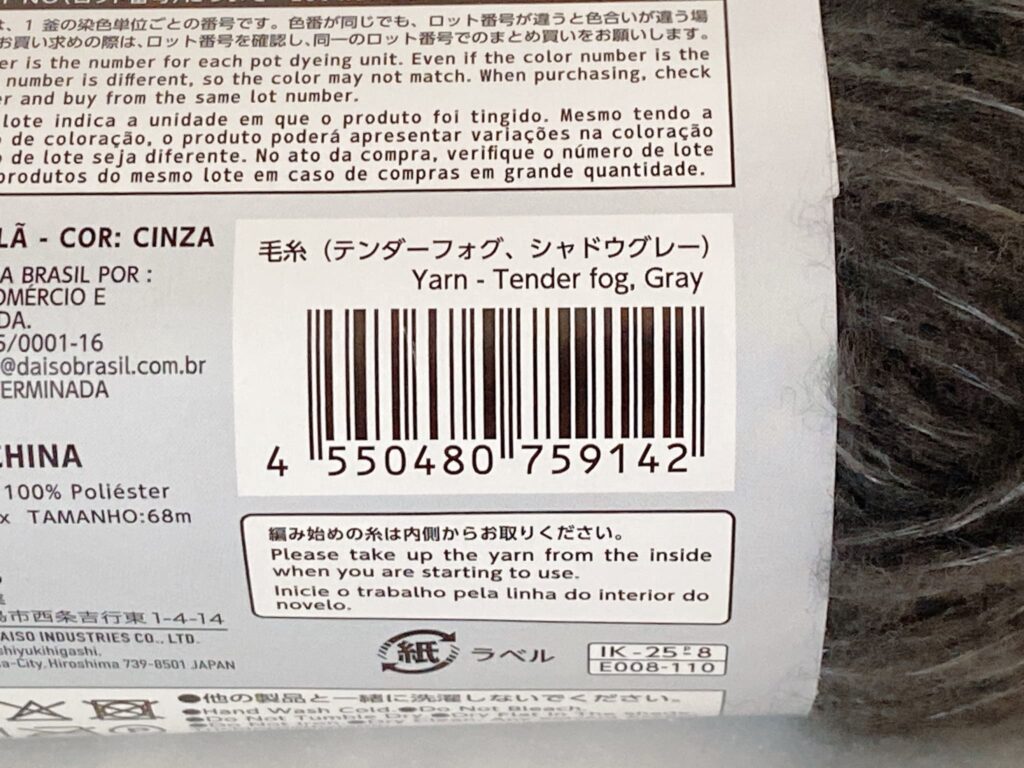 は、1 釜の染色単位ごとの番号です。色番が同じでも、ロット番号が違うと色合いが違う場
お買い求めの際は、ロット番号を確認し、同一のロット番号でのまとめ買いをお願いします。
er is the number for each pot dyeing unit. Even if the color number is the
number is different, so the color may not match. When purchasing, check
er and buy from the same lot number.
lote indica a unidade em que o produto foi tingido. Mesmo tendo a
o de coloração, o produto poderá apresentar variações na coloração
o de lote seja diferente. No ato da compra, verifique o número de lote
produtos do mesmo lote em caso de compras em grande quantidade.
LÃ - COR: CINZA
A BRASIL POR :
OMÉRCIO E
DA.
5/0001-16
@daisobrasil.com.br
ERMINADA
CHINA
100% Poliéster
x TAMANHO:68m
毛糸（テンダーフォグ、シャドウグレー）
Yarn - Tender fog, Gray
4 550480 759142
編み始めの糸は内側からお取りください。
Please take up the yarn from the inside
when you are starting to use.
Inicie o trabalho pela linha do interior do
novelo.
島市西条吉行東 1-4-14
DAISO INDUSTRIES CO., LTD.
shiyukihigashi,
a-City, Hiroshima 739-8501 JAPAN
紙 ラベル
IK-25 P 8
E008-110
●他の製品と一緒に洗濯しないでください。
●Hand Wash Cold. ●Do Not Bleach.
●Do Not Tumble Dry ●Dry Flat In The Shade.